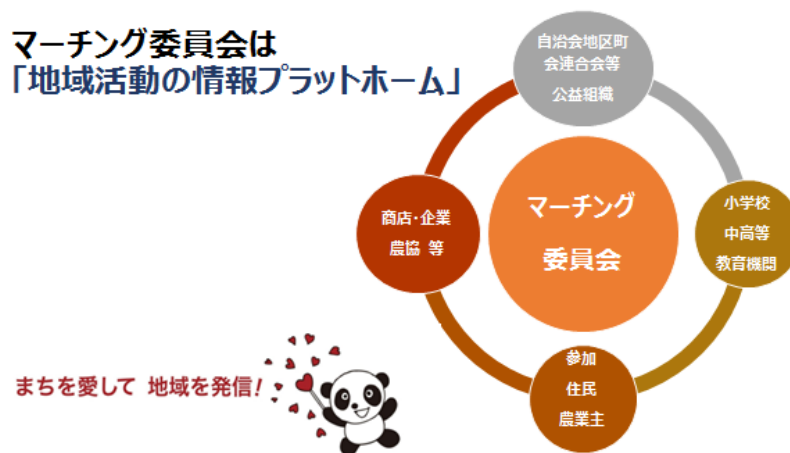 マーチング委員会は
「地域活動の情報プラットホーム」
自治会地区町
会連合会等
公益組織
商店・企業
農協 等
マーチング
委員会
小学校
中高等
教育機関
参加
住民
農業主
まちを愛して 地域を発信!